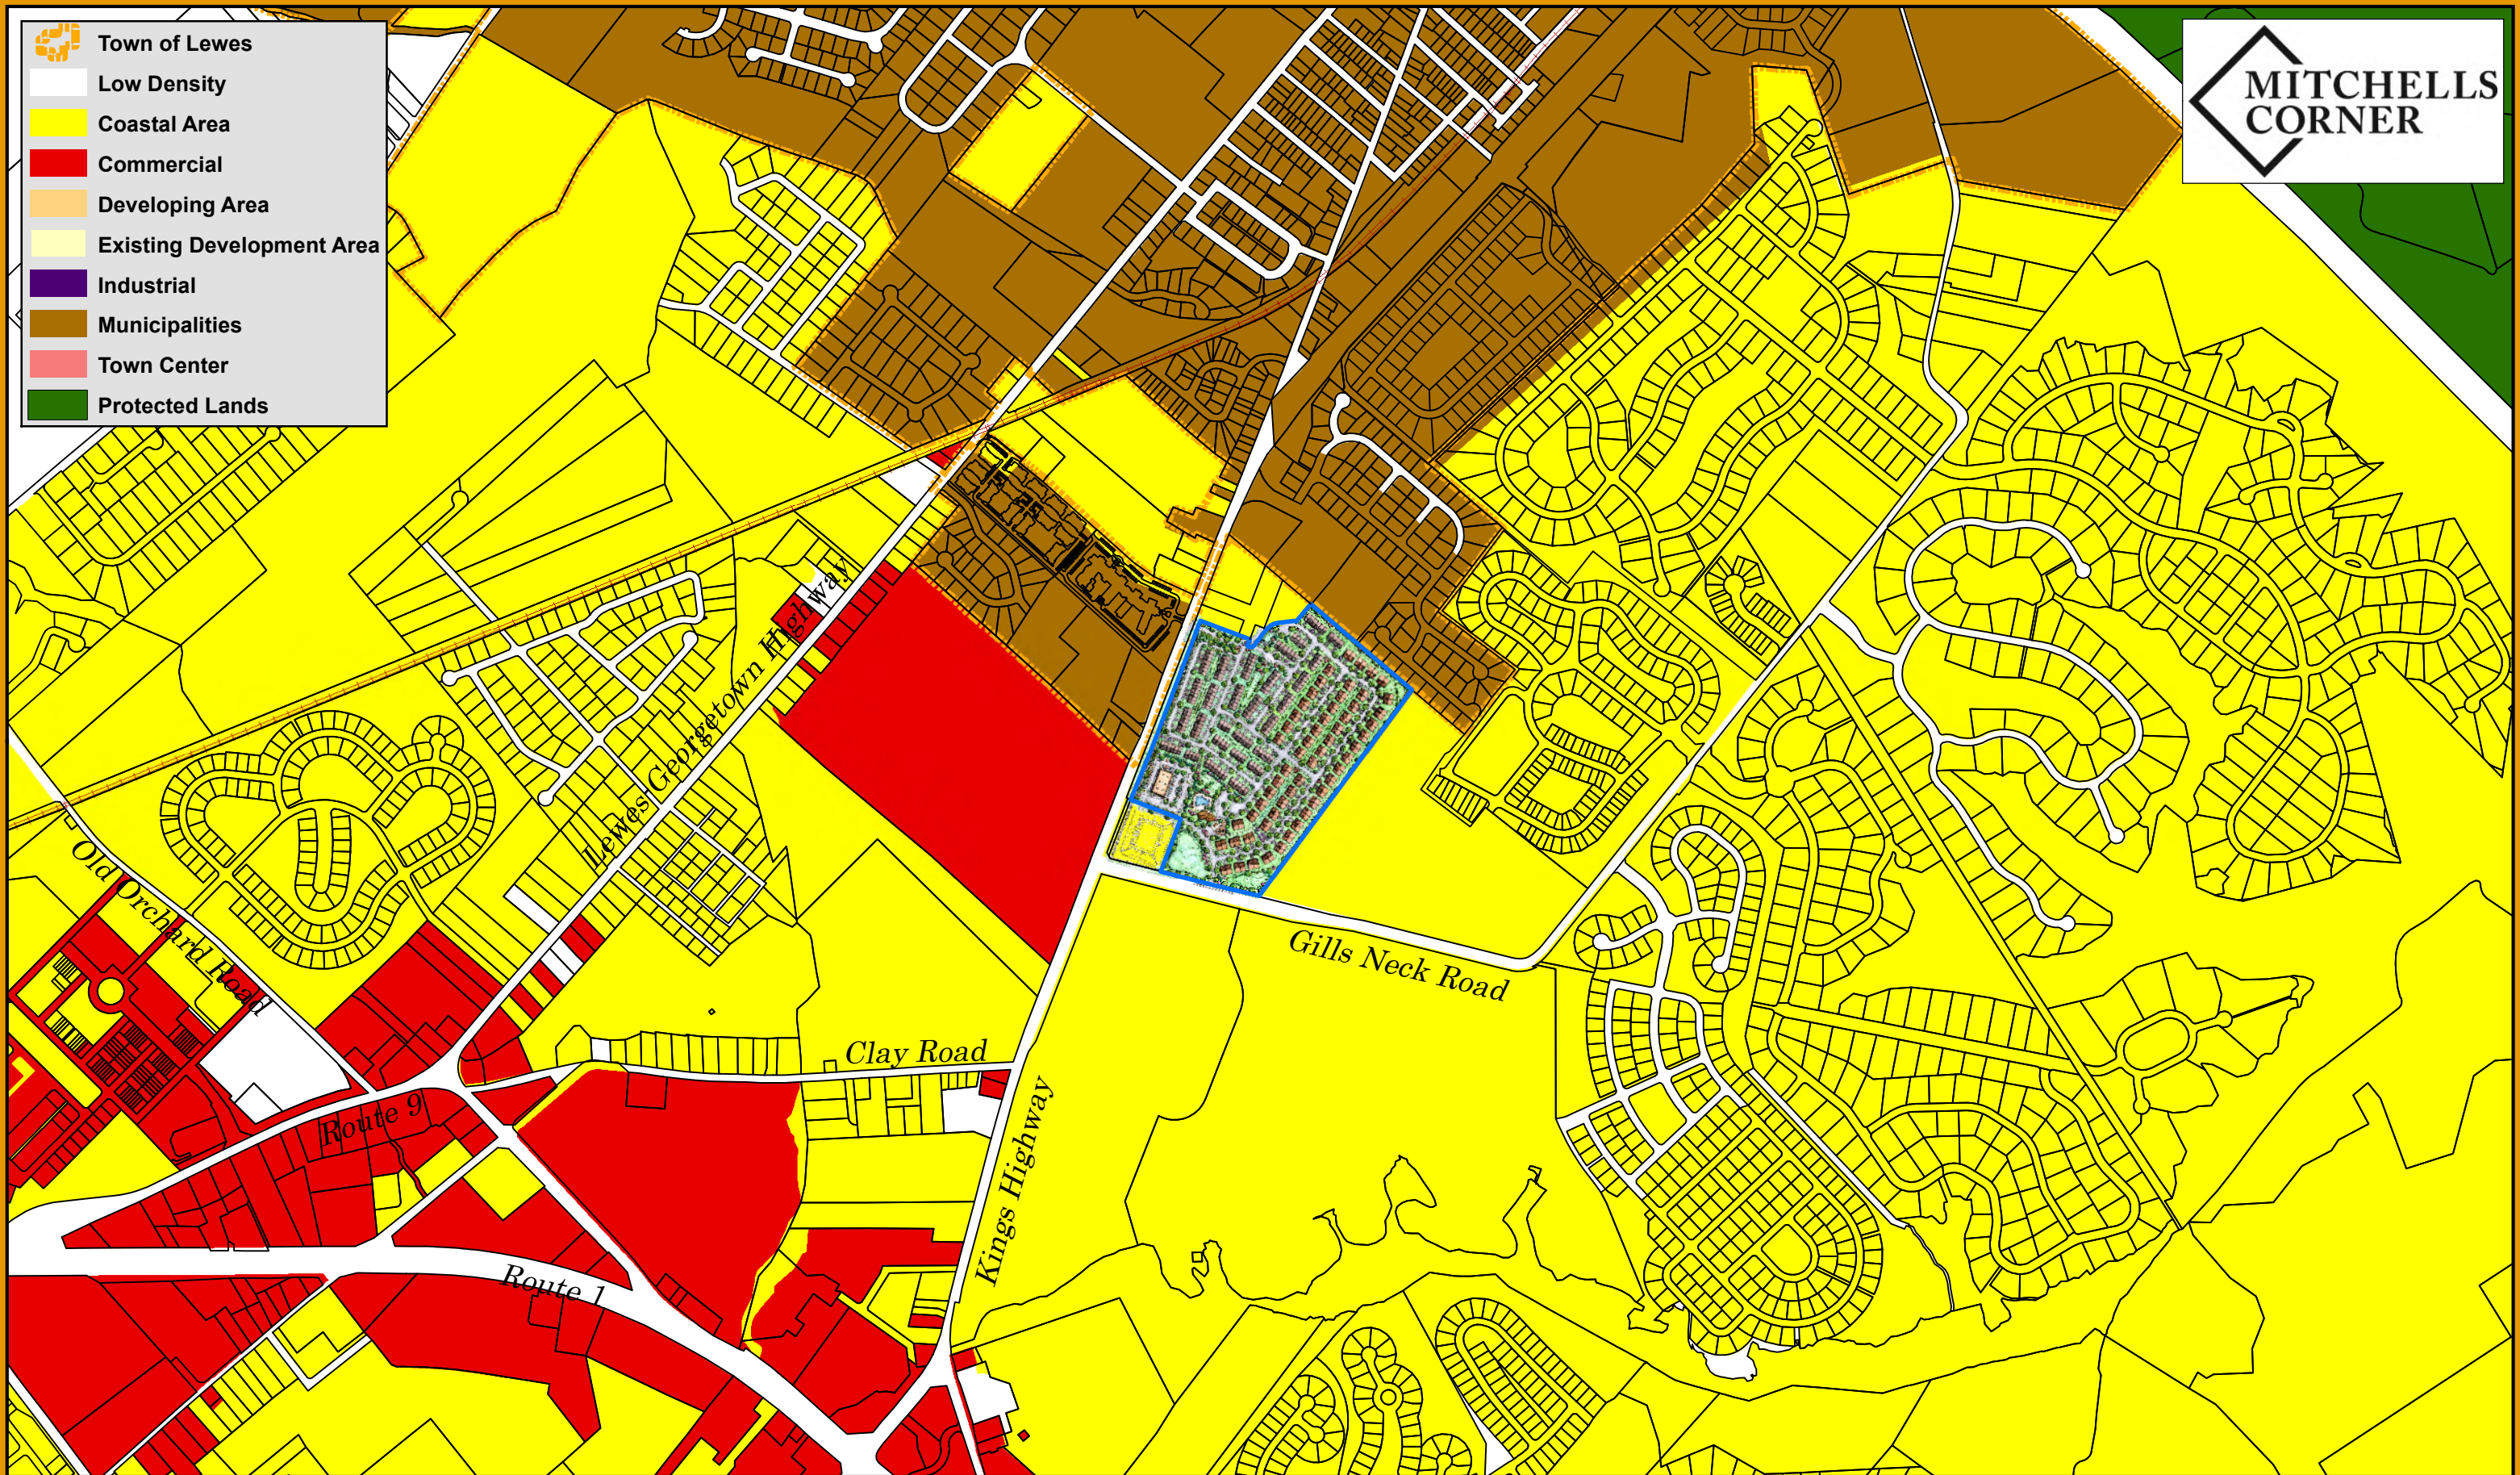 Town of Lewes
Low Density
Coastal Area
Commercial
Developing Area
Existing Development Area
Industrial
Municipalities
Town Center
Protected Lands
MITCHELLS
CORNER
Lewes Georgetown Highway
Old Orchard Road
Gills Neck Road
Clay Road
Kings Highway
Route 9
Route 1